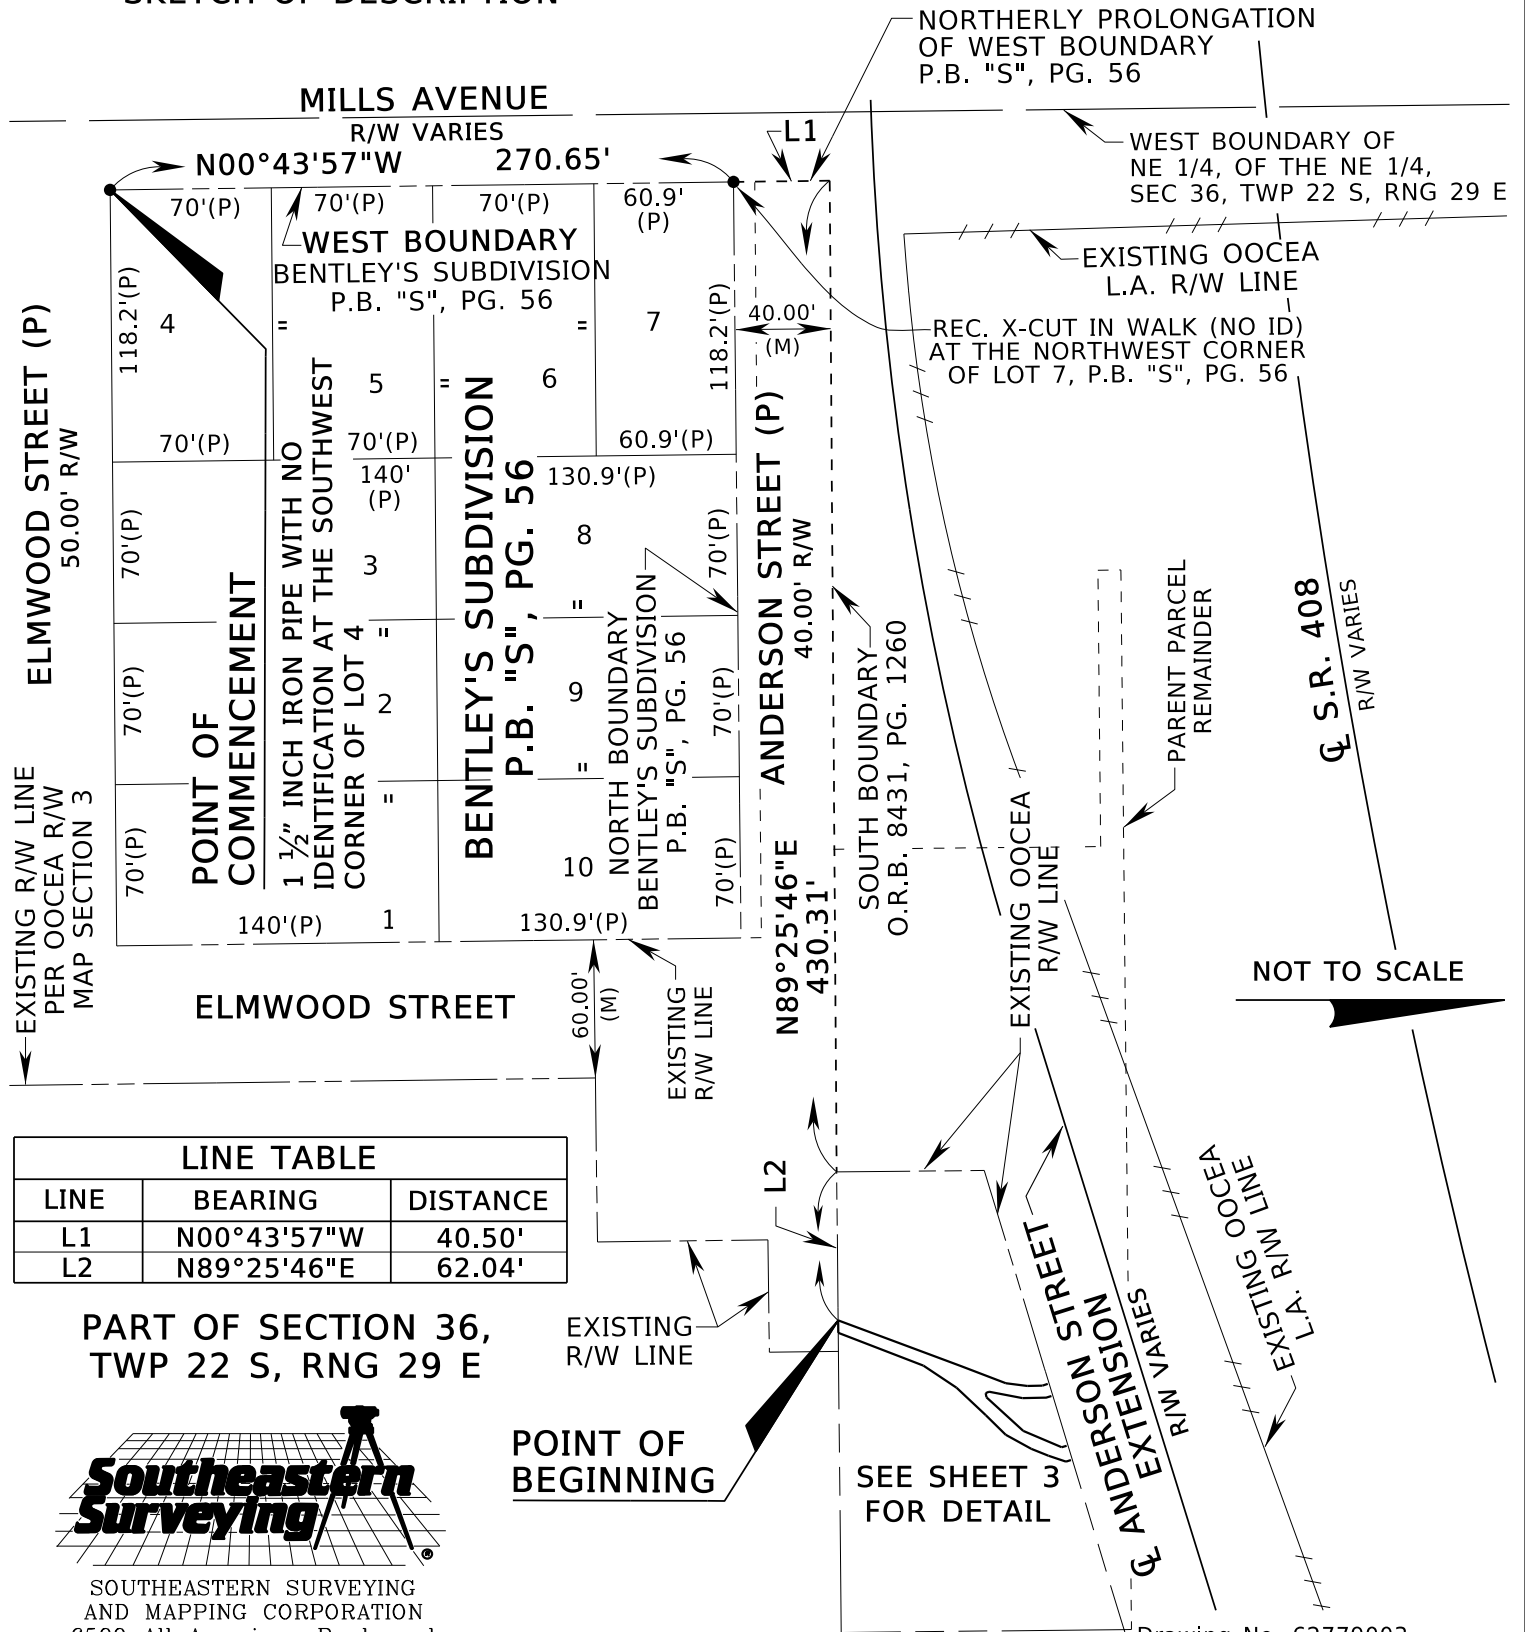 SKETCH OF DESCRIPTION
NORTHERLY PROLONGATION
OF WEST BOUNDARY
P.B. "S", PG. 56
MILLS AVENUE
R/W VARIES
N00°43'57"W 270.65'
L1
WEST BOUNDARY OF
NE 1/4, OF THE NE 1/4,
SEC 36, TWP 22 S, RNG 29 E
70'(P)
70'(P)
70'(P)
60.9'
(P)
WEST BOUNDARY
BENTLEY'S SUBDIVISION
P.B. "S", PG. 56
EXISTING OOCEA
L.A. R/W LINE
118.2'(P)
4
=
=
7
118.2'(P)
40.00'
(M)
REC. X-CUT IN WALK (NO ID)
AT THE NORTHWEST CORNER
OF LOT 7, P.B. "S", PG. 56
5
=
6
70'(P)
70'(P)
60.9'(P)
140'
(P)
130.9'(P)
ELMWOOD STREET (P)
50.00' R/W
70'(P)
3
8
70'(P)
"
"
70'(P)
2
9
70'(P)
"
"
70'(P)
1
10
70'(P)
140'(P)
130.9'(P)
POINT OF
COMMENCEMENT
1 ½" INCH IRON PIPE WITH NO
IDENTIFICATION AT THE SOUTHWEST
CORNER OF LOT 4
BENTLEY'S SUBDIVISION
P.B. "S", PG. 56
NORTH BOUNDARY
BENTLEY'S SUBDIVISION
P.B. "S", PG. 56
ANDERSON STREET (P)
40.00' R/W
N89°25'46"E
430.31'
SOUTH BOUNDARY
O.R.B. 8431, PG. 1260
PARENT PARCEL
REMAINDER
℄ S.R. 408
R/W VARIES
EXISTING R/W LINE
PER OOCEA R/W
MAP SECTION 3
EXISTING OOCEA
R/W LINE
NOT TO SCALE
ELMWOOD STREET
60.00'
(M)
EXISTING
R/W LINE
LINE TABLE
LINE BEARING DISTANCE
L1 N00°43'57"W 40.50'
L2 N89°25'46"E 62.04'
L2
EXISTING OOCEA
L.A. R/W LINE
PART OF SECTION 36,
TWP 22 S, RNG 29 E
EXISTING
R/W LINE
℄ ANDERSON STREET
EXTENSION
R/W VARIES
POINT OF
BEGINNING
SEE SHEET 3
FOR DETAIL
Southeastern
Surveying
®
SOUTHEASTERN SURVEYING
AND MAPPING CORPORATION
6500 All American Boulevard
Drawing No. 62779003